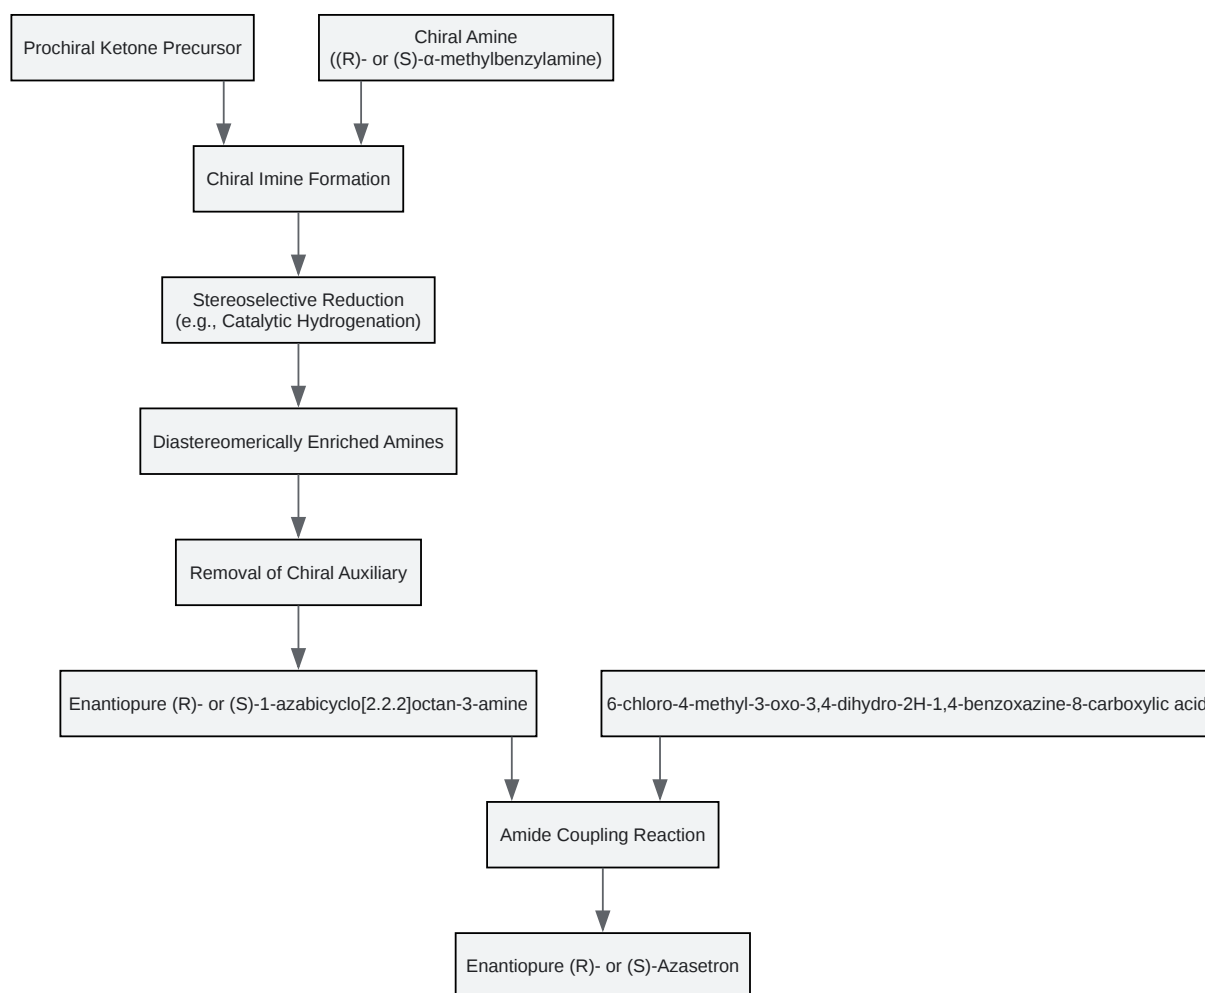 Prochiral Ketone Precursor
Chiral Amine
((R)- or (S)-α-methylbenzylamine)
Chiral Imine Formation
Stereoselective Reduction
(e.g., Catalytic Hydrogenation)
Diastereomerically Enriched Amines
Removal of Chiral Auxiliary
Enantiopure (R)- or (S)-1-azabicyclo[2.2.2]octan-3-amine
6-chloro-4-methyl-3-oxo-3,4-dihydro-2H-1,4-benzoxazine-8-carboxylic acid
Amide Coupling Reaction
Enantiopure (R)- or (S)-Azasetron